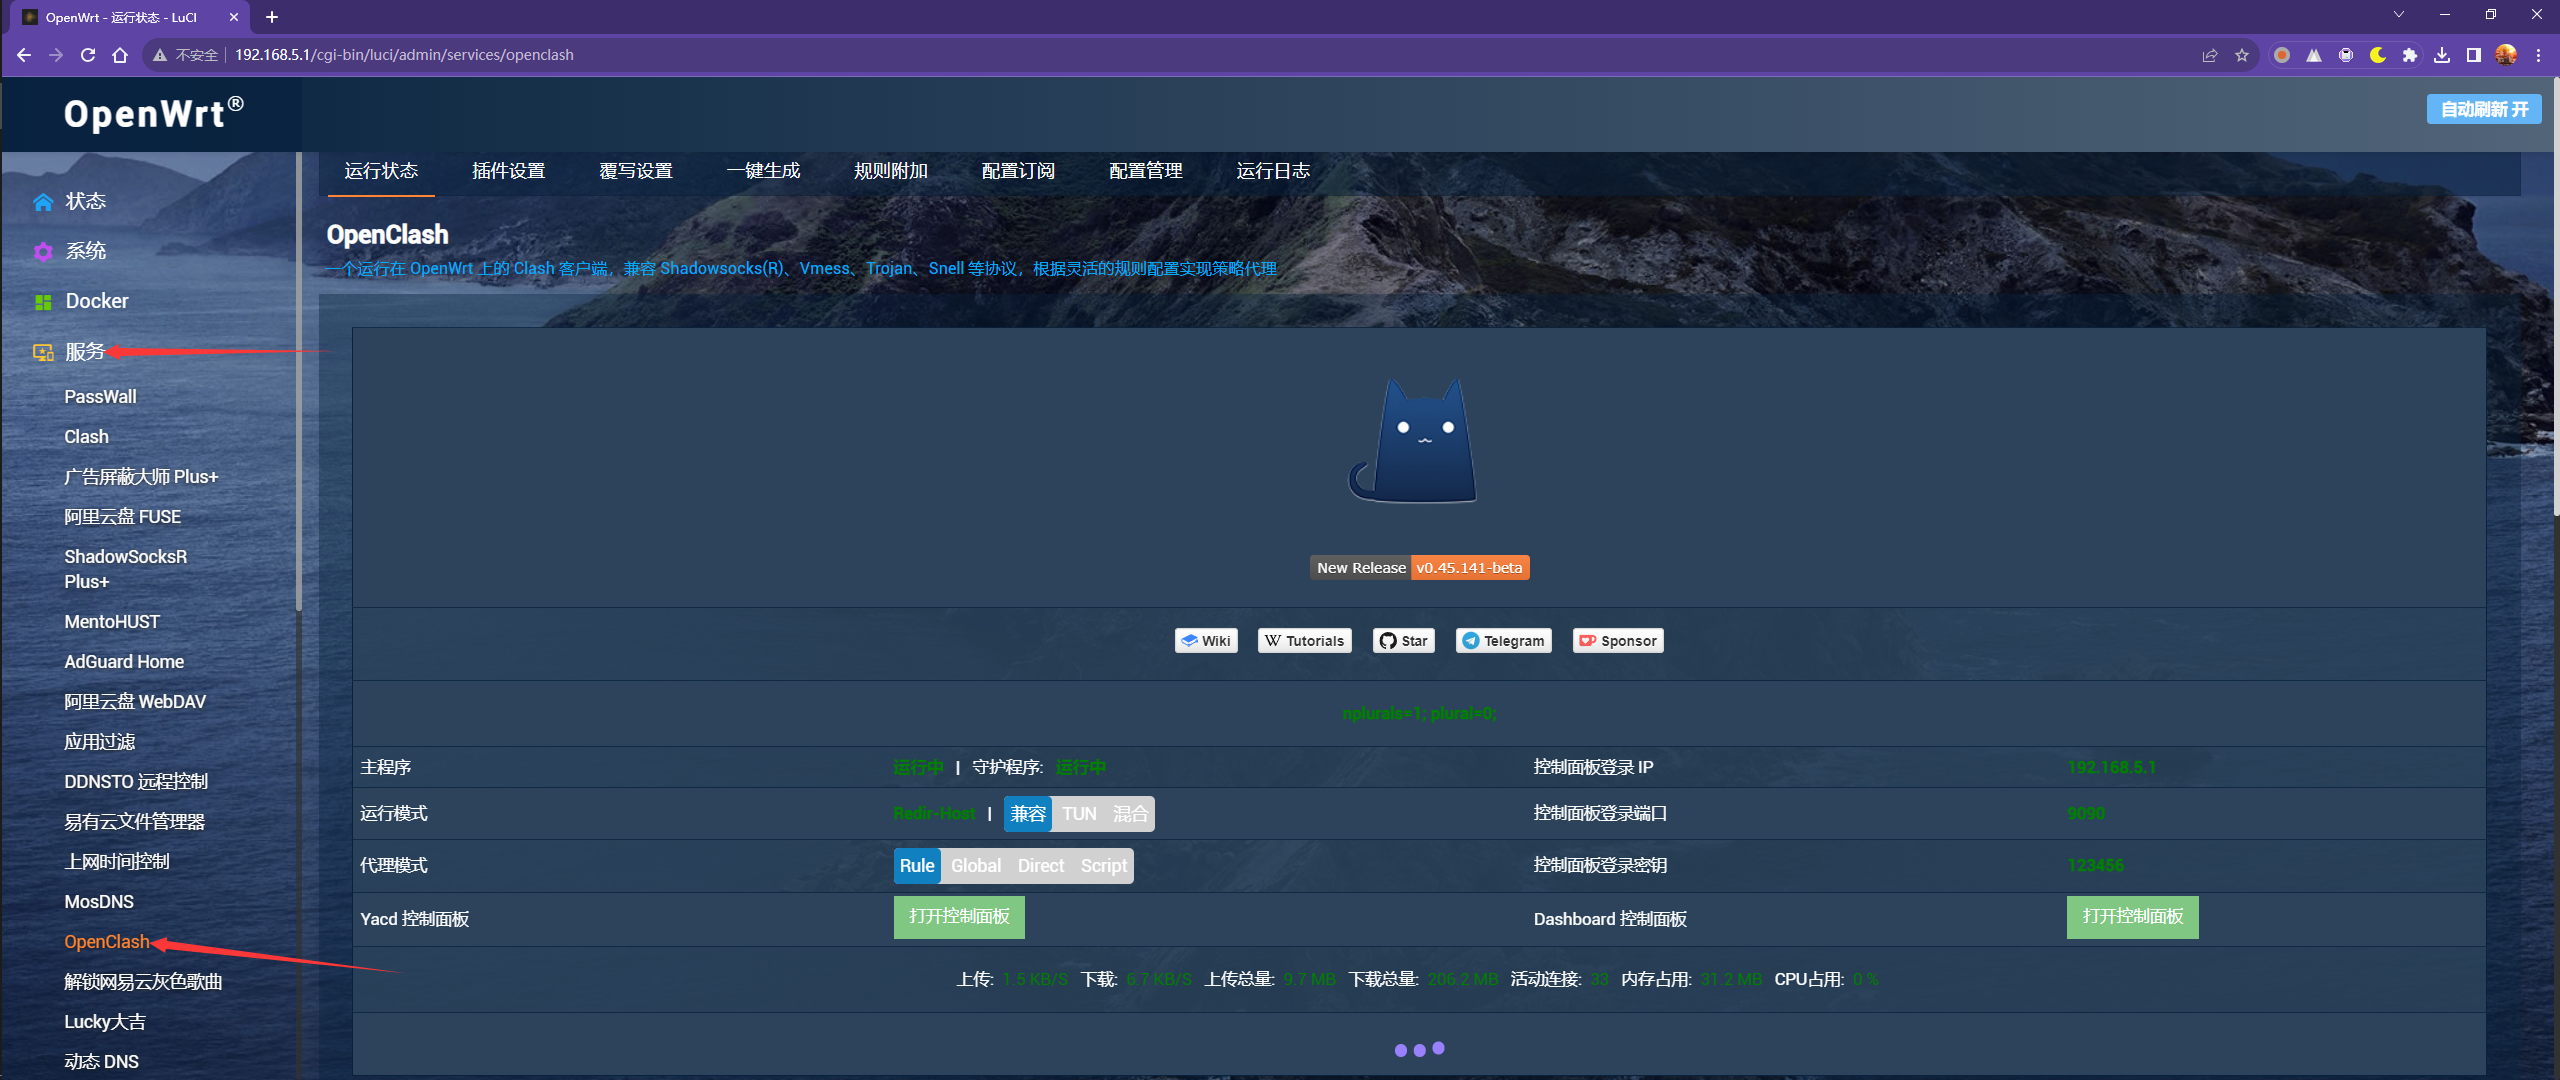 OpenWrt - 运行状态 - LuCI
不安全 192.168.5.1/cgi-bin/luci/admin/services/openclash
OpenWrt®
自动刷新 开
状态
系统
Docker
服务
PassWall
Clash
广告屏蔽大师 Plus+
阿里云盘 FUSE
ShadowSocksR
Plus+
MentoHUST
AdGuard Home
阿里云盘 WebDAV
应用过滤
DDNSTO 远程控制
易有云文件管理器
上网时间控制
MosDNS
OpenClash
解锁网易云灰色歌曲
Lucky大吉
动态 DNS
运行状态 插件设置 覆写设置 一键生成 规则附加 配置订阅 配置管理 运行日志
OpenClash
一个运行在 OpenWrt 上的 Clash 客户端，兼容 Shadowsocks(R)、Vmess、Trojan、Snell 等协议，根据灵活的规则配置实现策略代理
New Release v0.45.141-beta
Wiki Tutorials Star Telegram Sponsor
nplurals=1; plural=0;
主程序 运行中 | 守护程序: 运行中 控制面板登录 IP 192.168.5.1
运行模式 Redir-Host | 兼容 TUN 混合 控制面板登录端口 9090
代理模式 Rule Global Direct Script 控制面板登录密钥 123456
Yacd 控制面板 打开控制面板 Dashboard 控制面板 打开控制面板
上传: 1.5 KB/S 下载: 6.7 KB/S 上传总量: 9.7 MB 下载总量: 206.2 MB 活动连接: 33 内存占用: 31.2 MB CPU占用: 0 %